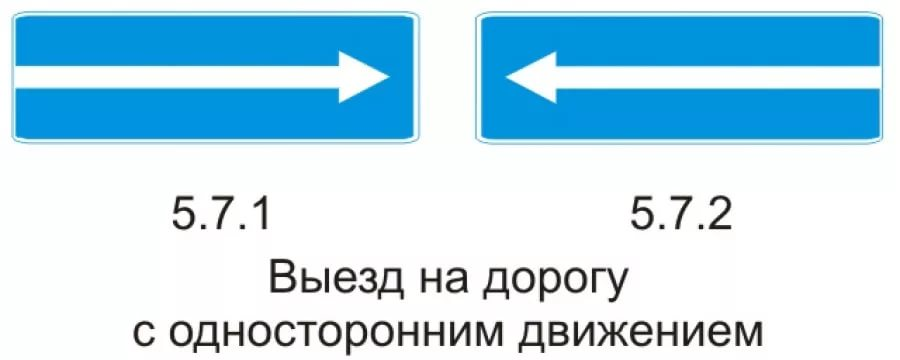 5.7.1 5.7.2
Выезд на дорогу
с односторонним движением